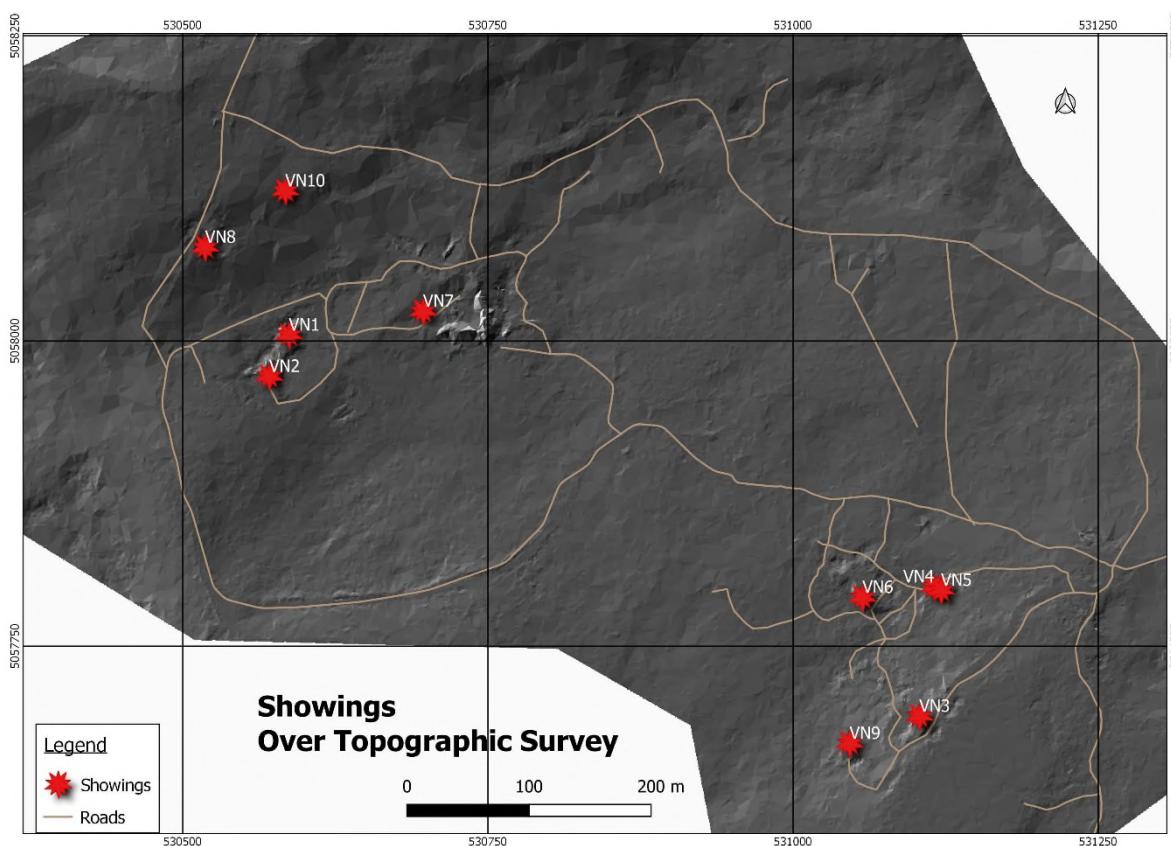 530500 530750 531000 531250
5058250
VN10
VN8
VN7
VN1
5058000
VN2
VN4 VN5
VN6
5057750
VN3
VN9
Showings
Over Topographic Survey
0 100 200 m
Legend
Showings
Roads
530500 530750 531000 531250